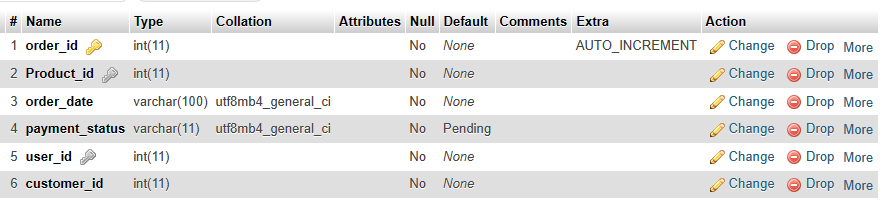 # Name Type Collation Attributes Null Default Comments Extra Action
1 order_id int(11) No None AUTO_INCREMENT Change Drop More
2 Product_id int(11) No None Change Drop More
3 order_date varchar(100) utf8mb4_general_ci No None Change Drop More
4 payment_status varchar(11) utf8mb4_general_ci No Pending Change Drop More
5 user_id int(11) No None Change Drop More
6 customer_id int(11) No None Change Drop More